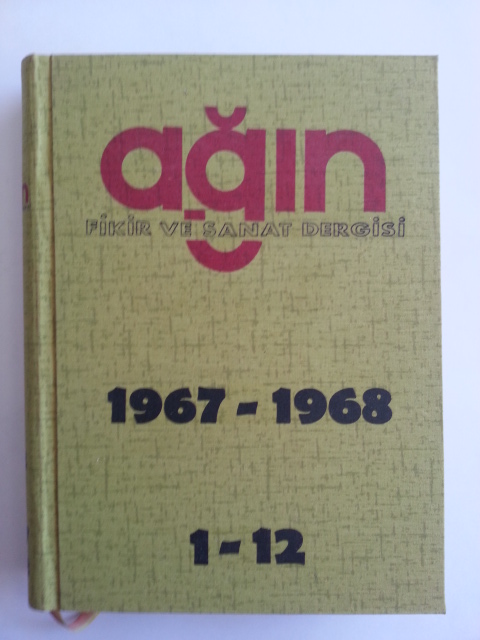 ağın
FİKİR VE SANAT DERGİSİ
1967-1968
1-12